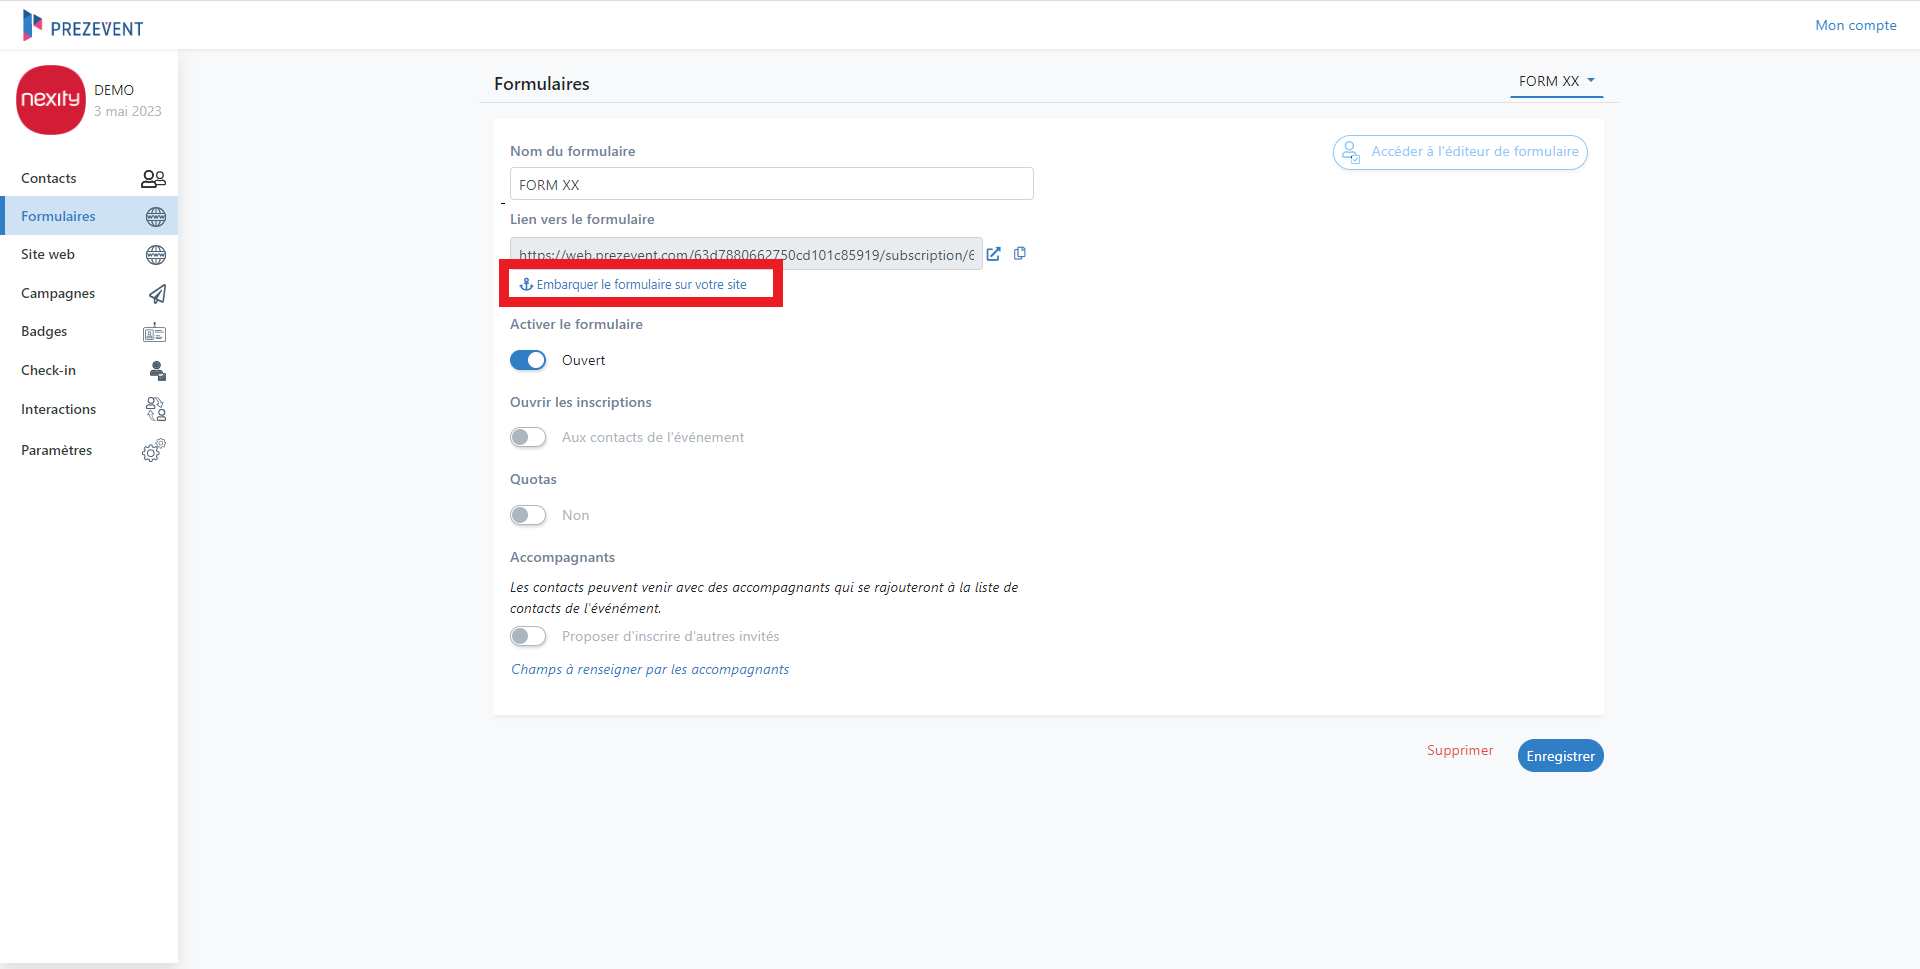 PREZEVENT
Mon compte
nexity
DEMO
3 mai 2023
Contacts
Formulaires
Site web
Campagnes
Badges
Check-in
Interactions
Paramètres
Formulaires
FORM XX
Accéder à l'éditeur de formulaire
Nom du formulaire
FORM XX
Lien vers le formulaire
https://web.prezevent.com/63d7880662750cd101c85919/subscription/6
Embarquer le formulaire sur votre site
Activer le formulaire
Ouvert
Ouvrir les inscriptions
Aux contacts de l'événement
Quotas
Non
Accompagnants
Les contacts peuvent venir avec des accompagnants qui se rajouteront à la liste de
contacts de l'événément.
Proposer d'inscrire d'autres invités
Champs à renseigner par les accompagnants
Supprimer
Enregistrer